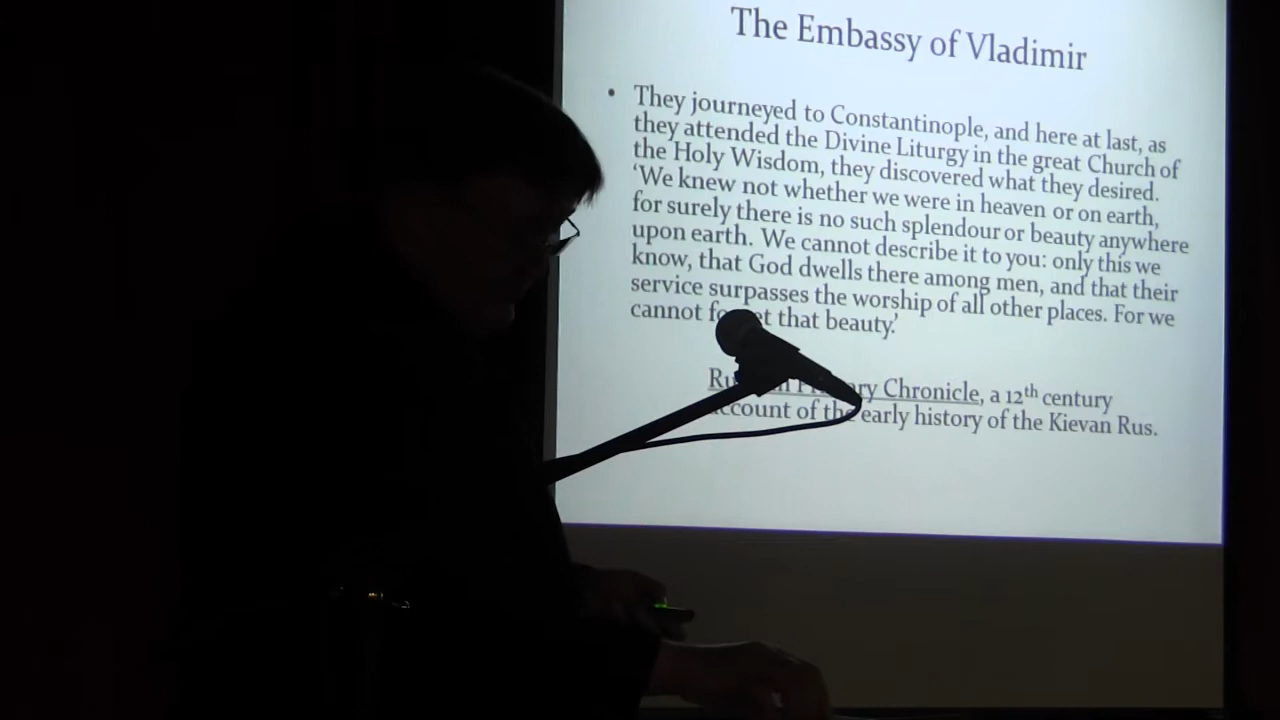 The Embassy of Vladimir
• They journeyed to Constantinople, and here at last, as
they attended the Divine Liturgy in the great Church of
the Holy Wisdom, they discovered what they desired.
‘We knew not whether we were in heaven or on earth,
for surely there is no such splendour or beauty anywhere
upon earth. We cannot describe it to you: only this we
know, that God dwells there among men, and that their
service surpasses the worship of all other places. For we
cannot that beauty.’
Chronicle, a 12th century
account of the early history of the Kievan Rus.